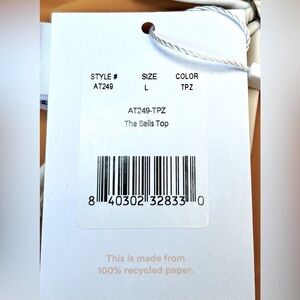 STYLE # SIZE COLOR
AT249 L TPZ
AT249-TPZ
The Bells Top
8 40302 32833 0
This is made from
100% recycled paper.